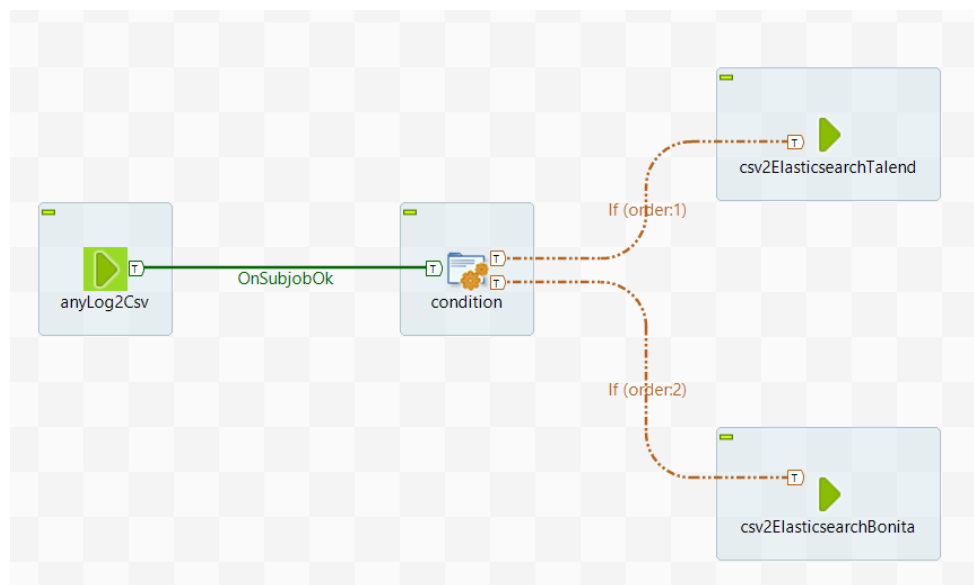 T
csv2ElasticsearchTalend
If (order:1)
T
OnSubjobOk
T
T
T
anyLog2Csv
condition
If (order:2)
T
csv2ElasticsearchBonita